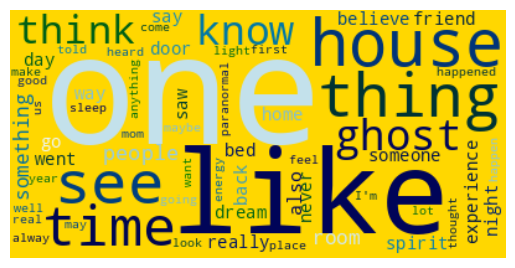 think
know
believe
friend
say
come
told
heard
door
light
first
house
day
make
good
us
one
thing
happened
way
sleep
anything
saw
paranormal
home
mom
maybe
something
go
went
people
ghost
bed
someone
see
like
feel
year
want
going
energy
back
also
never
I'm
lot
experience
night
happen
thought
well
real
may
alway
time
dream
look
really
place
room
spirit